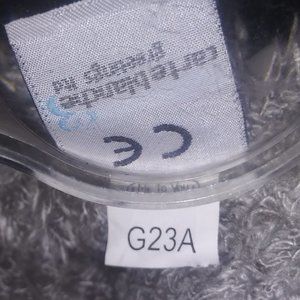 carte blanche
greetings ltd
CE
G23A